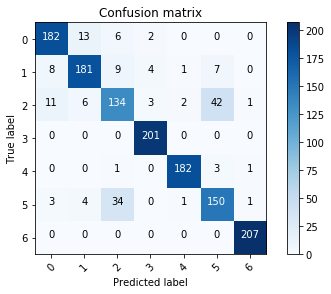 Confusion matrix
0 182 13 6 2 0 0 0
1 8 181 9 4 1 7 0
2 11 6 134 3 2 42 1
3 0 0 0 201 0 0 0
4 0 0 1 0 182 3 1
5 3 4 34 0 1 150 1
6 0 0 0 0 0 0 207
0 1 2 3 4 5 6
True label
Predicted label
200
175
150
125
100
75
50
25
0